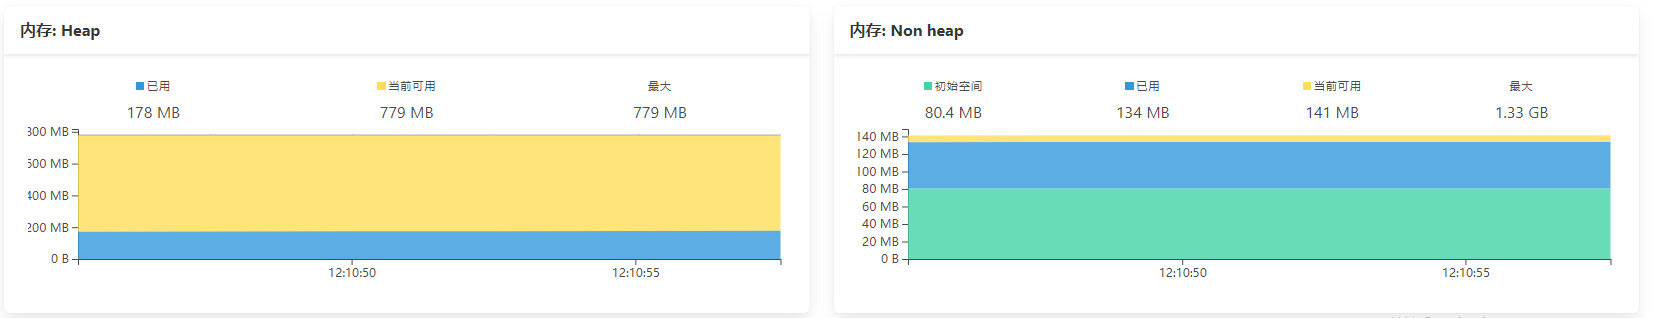 内存: Heap
已用
当前可用
最大
178 MB
779 MB
779 MB
800 MB
600 MB
400 MB
200 MB
0 B
12:10:50
12:10:55
内存: Non heap
初始空间
已用
当前可用
最大
80.4 MB
134 MB
141 MB
1.33 GB
140 MB
120 MB
100 MB
80 MB
60 MB
40 MB
20 MB
0 B
12:10:50
12:10:55